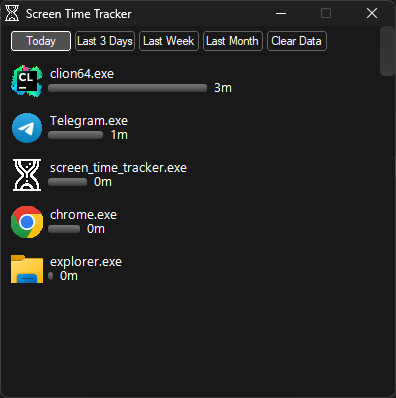 Screen Time Tracker
Today Last 3 Days Last Week Last Month Clear Data
CL
clion64.exe
3m
Telegram.exe
1m
screen_time_tracker.exe
0m
chrome.exe
0m
explorer.exe
0m